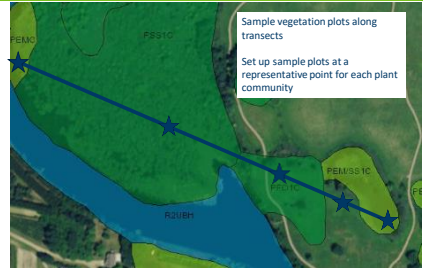 Sample vegetation plots along
transects
Set up sample plots at a
representative point for each plant
community
PEMC
PSS1C
PEM/SS1C
R2UBH